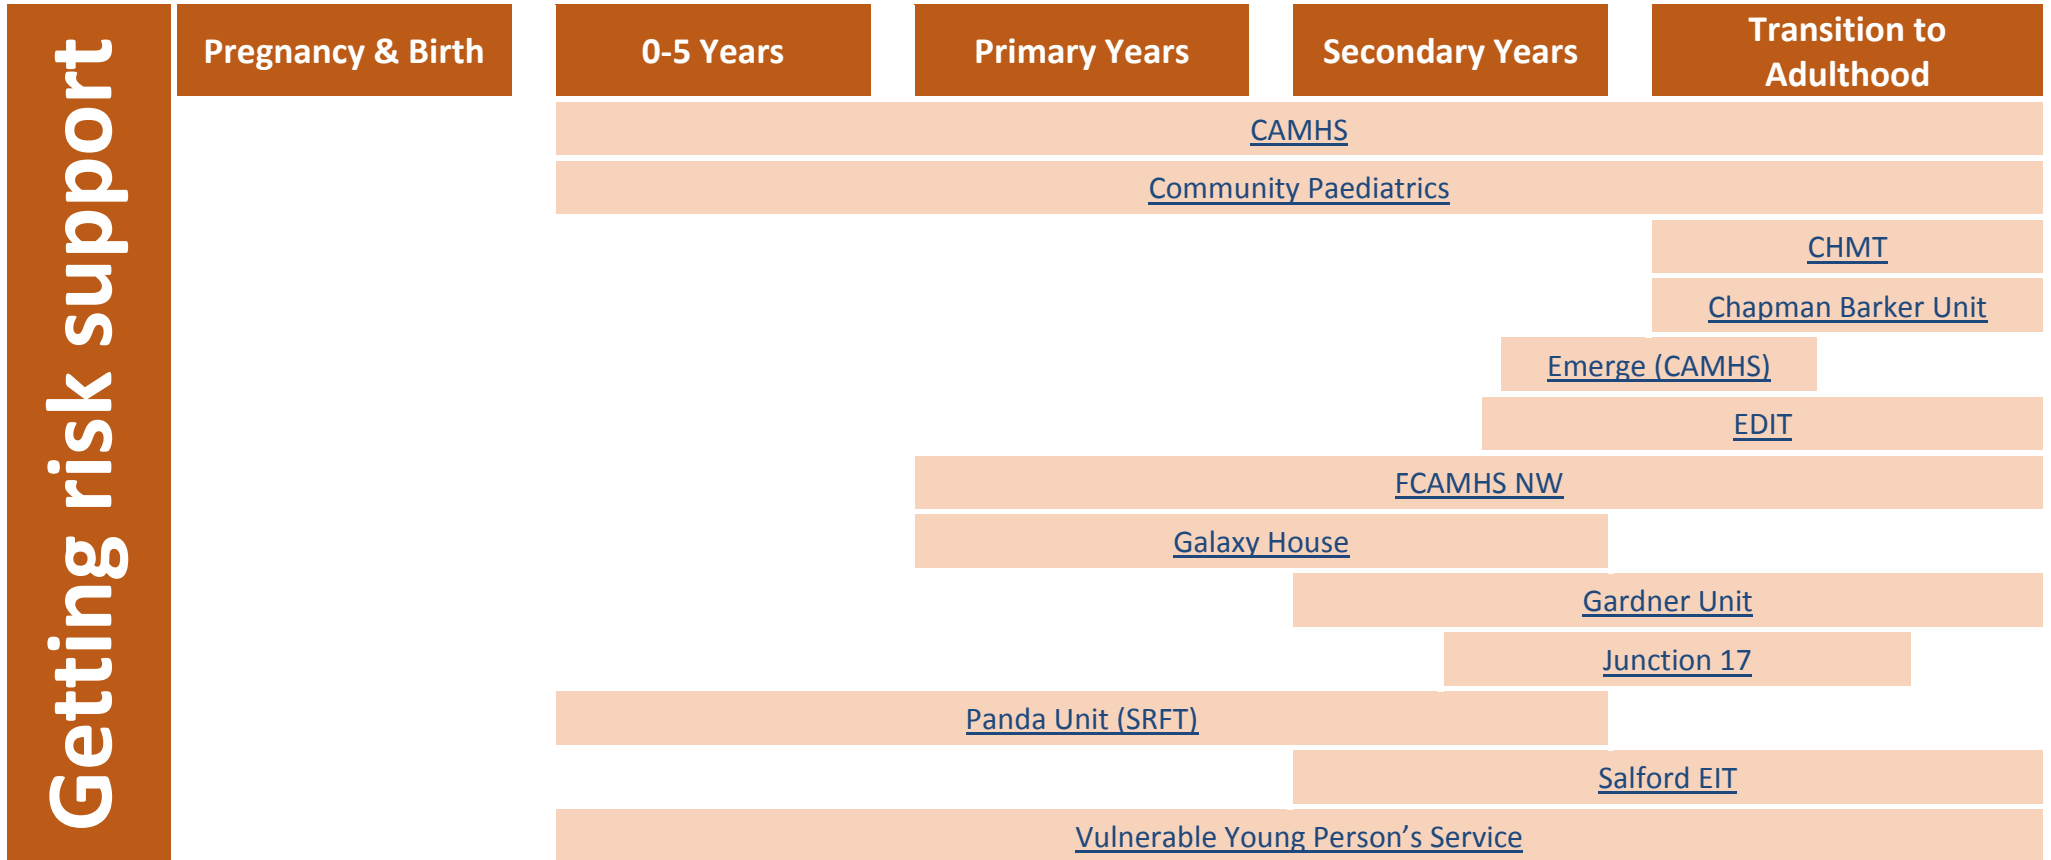 Getting risk support
Pregnancy & Birth
0-5 Years
Primary Years
Secondary Years
Transition to
Adulthood
CAMHS
Community Paediatrics
CHMT
Chapman Barker Unit
Emerge (CAMHS)
EDIT
FCAMHS NW
Galaxy House
Gardner Unit
Junction 17
Panda Unit (SRFT)
Salford EIT
Vulnerable Young Person’s Service